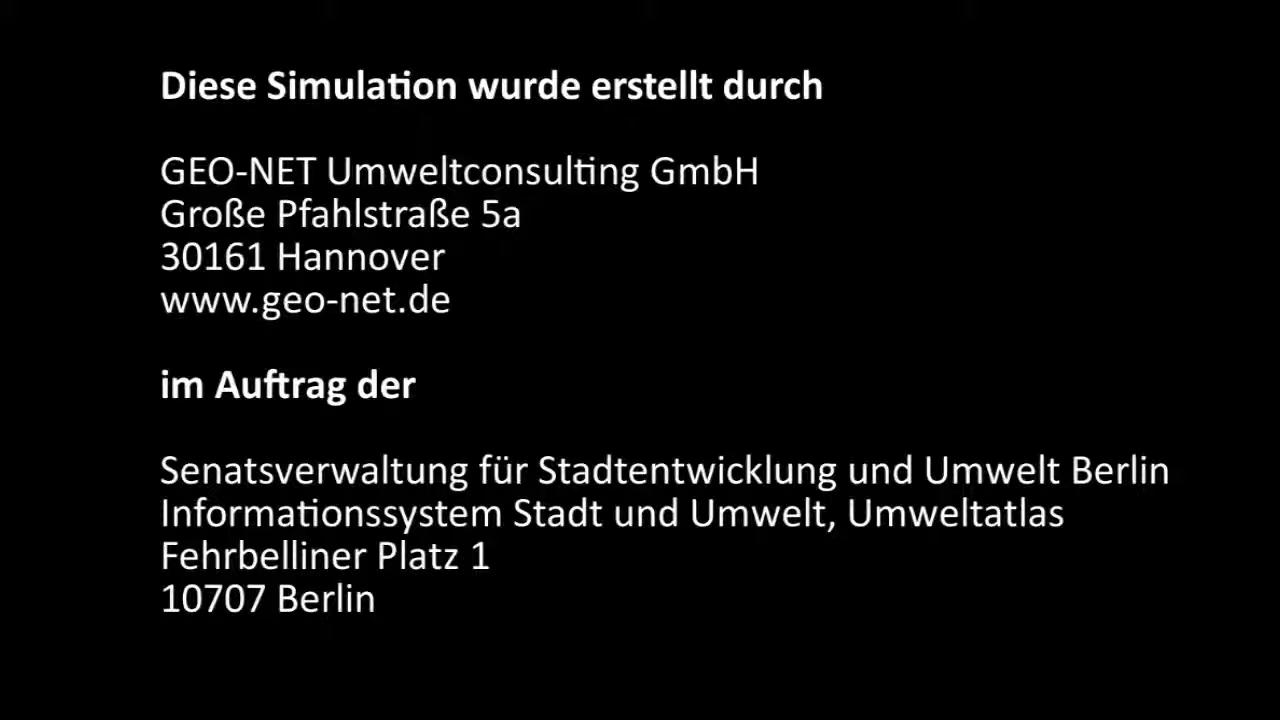 Diese Simulation wurde erstellt durch
GEO-NET Umweltconsulting GmbH
Große Pfahlstraße 5a
30161 Hannover
www.geo-net.de
im Auftrag der
Senatsverwaltung für Stadtentwicklung und Umwelt Berlin
Informationssystem Stadt und Umwelt, Umweltatlas
Fehrbelliner Platz 1
10707 Berlin